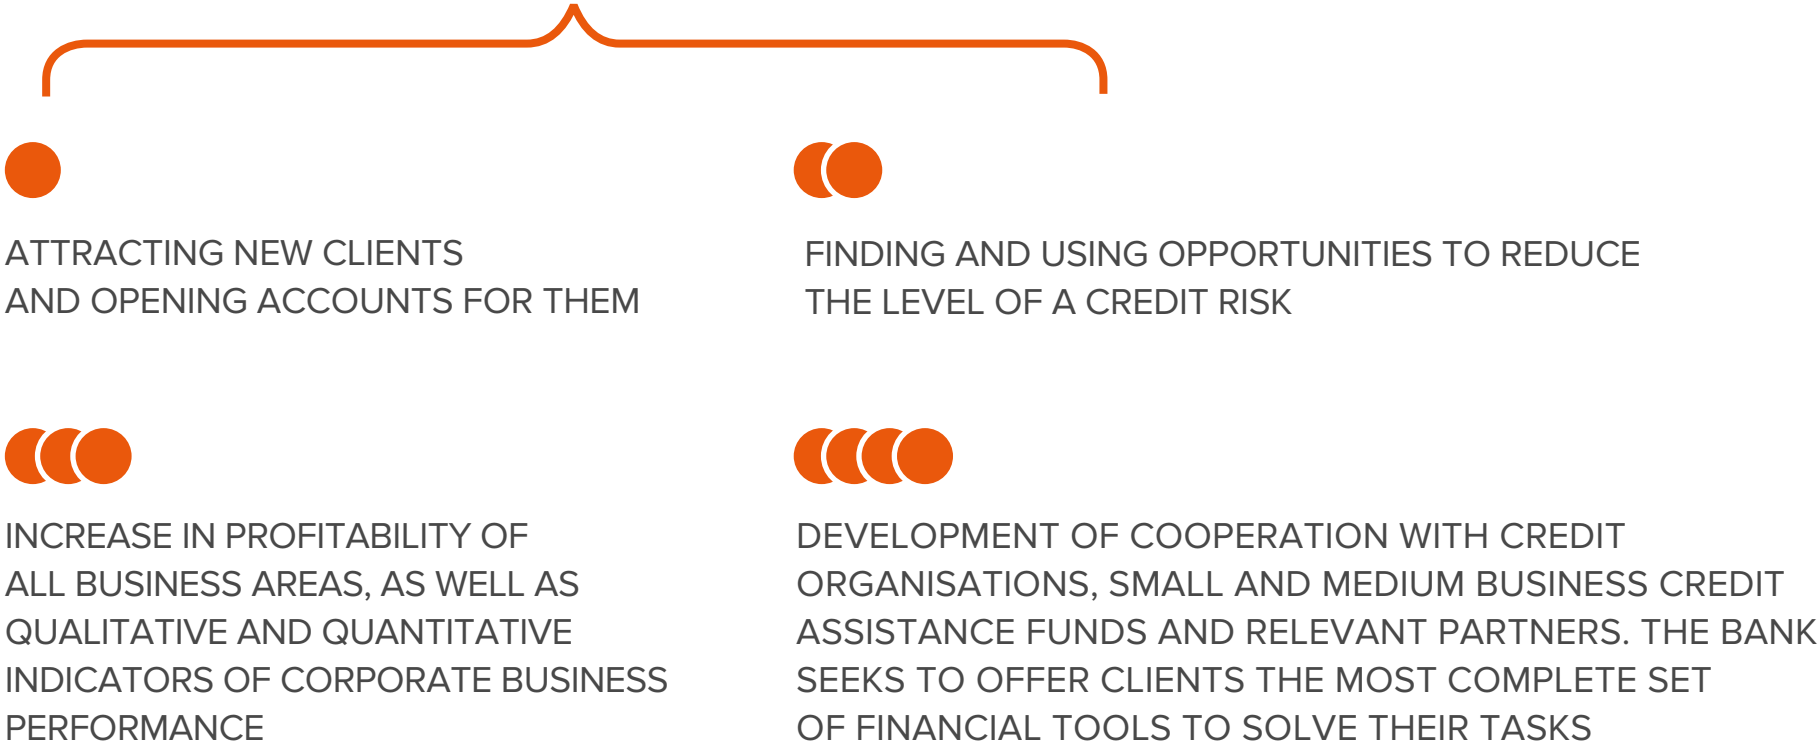 ATTRACTING NEW CLIENTS
AND OPENING ACCOUNTS FOR THEM
FINDING AND USING OPPORTUNITIES TO REDUCE
THE LEVEL OF A CREDIT RISK
INCREASE IN PROFITABILITY OF
ALL BUSINESS AREAS, AS WELL AS
QUALITATIVE AND QUANTITATIVE
INDICATORS OF CORPORATE BUSINESS
PERFORMANCE
DEVELOPMENT OF COOPERATION WITH CREDIT
ORGANISATIONS, SMALL AND MEDIUM BUSINESS CREDIT
ASSISTANCE FUNDS AND RELEVANT PARTNERS. THE BANK
SEEKS TO OFFER CLIENTS THE MOST COMPLETE SET
OF FINANCIAL TOOLS TO SOLVE THEIR TASKS